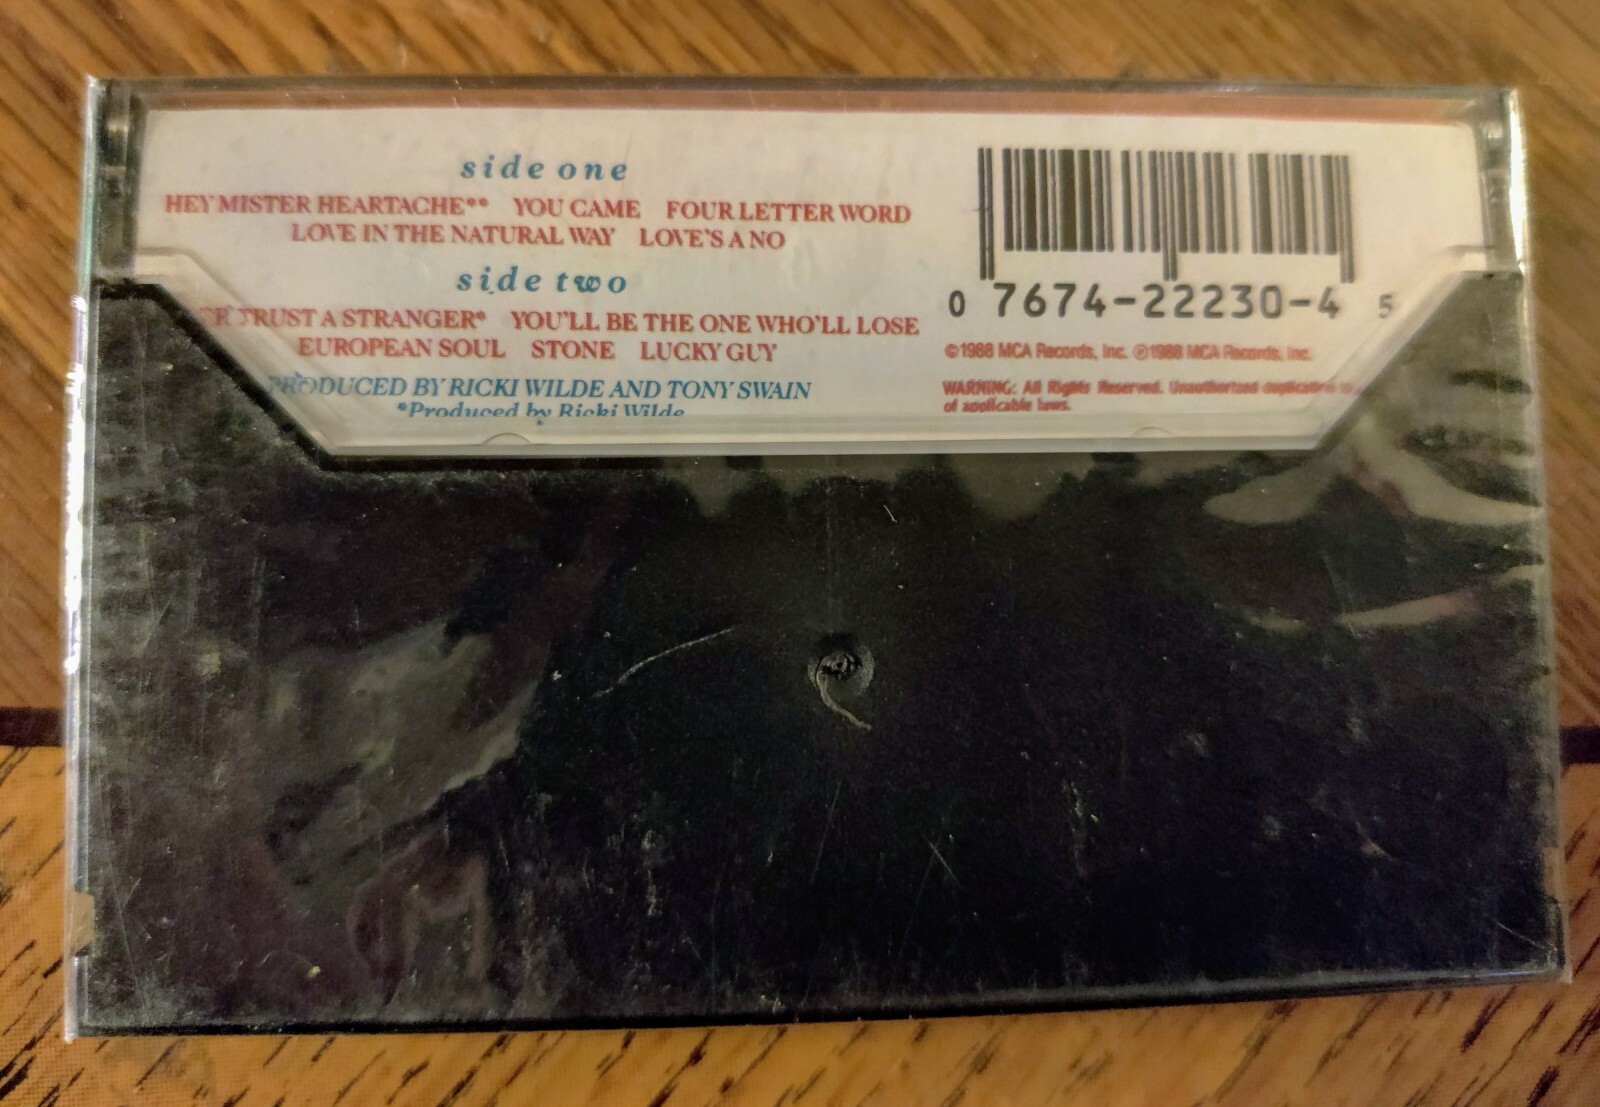 side one
HEY MISTER HEARTACHE** YOU CAME FOUR LETTER WORD
LOVE IN THE NATURAL WAY LOVE'S A NO
side two
TRUST A STRANGER* YOU'LL BE THE ONE WHO'LL LOSE
EUROPEAN SOUL STONE LUCKY GUY
PRODUCED BY RICKI WILDE AND TONY SWAIN
*Produced by Ricki Wilde
0 7674-22230-4 5
©1988 MCA Records, Inc. ℗1988 MCA Records, Inc.
WARNING: All Rights Reserved. Unauthorized duplication is
of applicable laws.